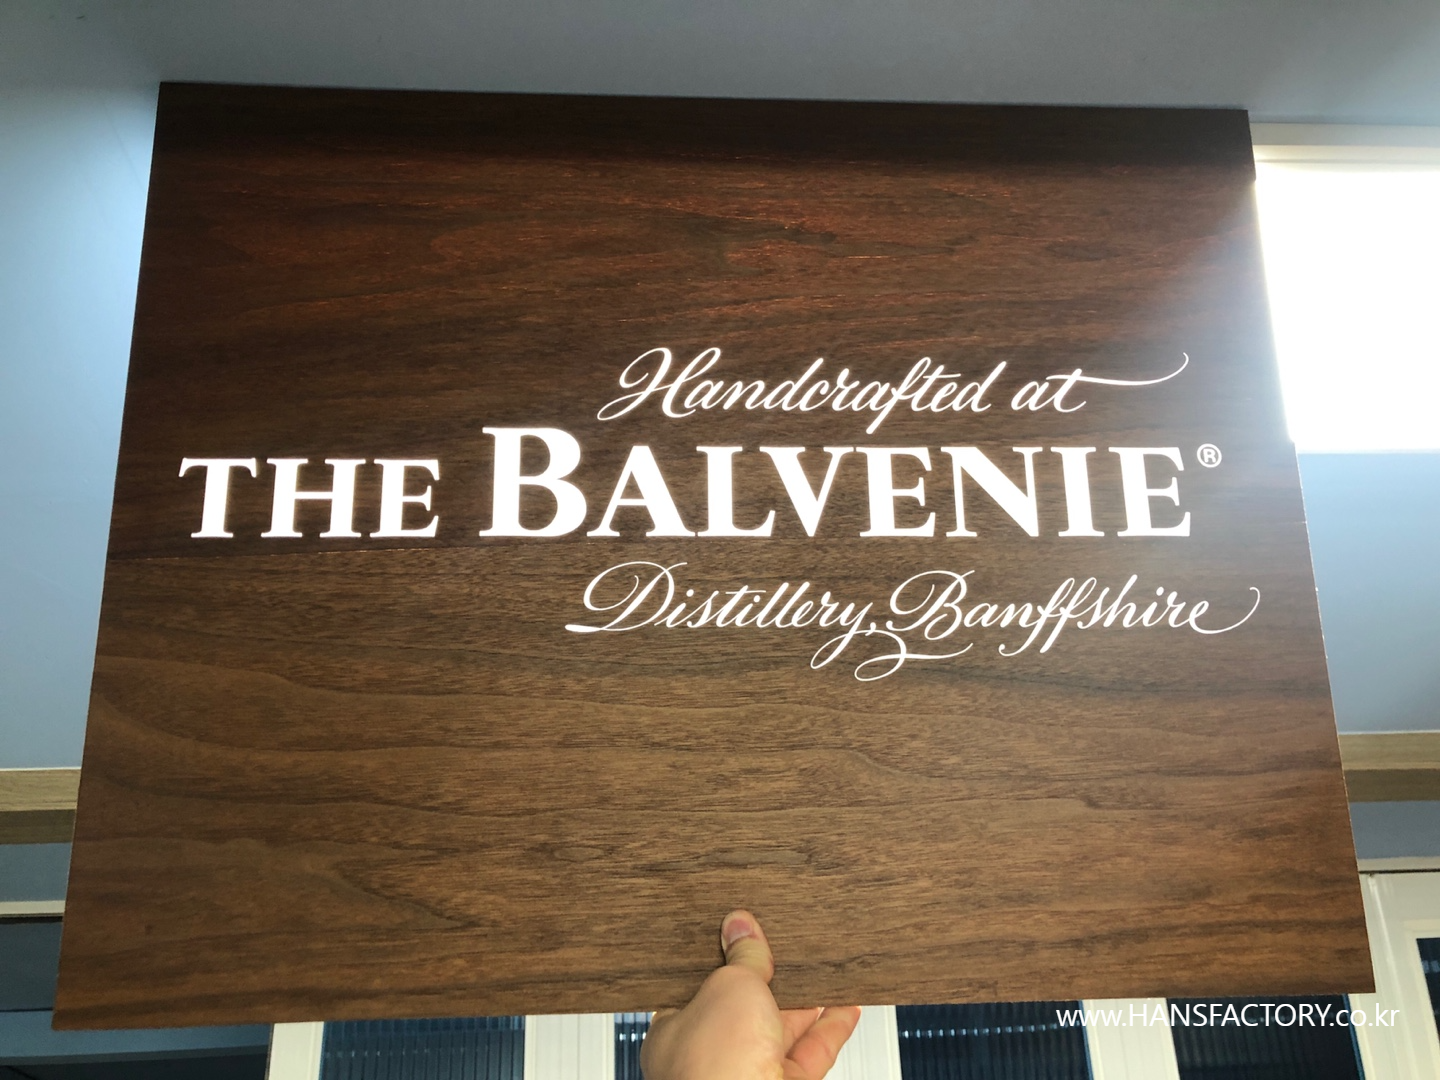 Handcrafted at
THE BALVENIE®
Distillery, Banffshire
www.HANSFACTORY.co.kr